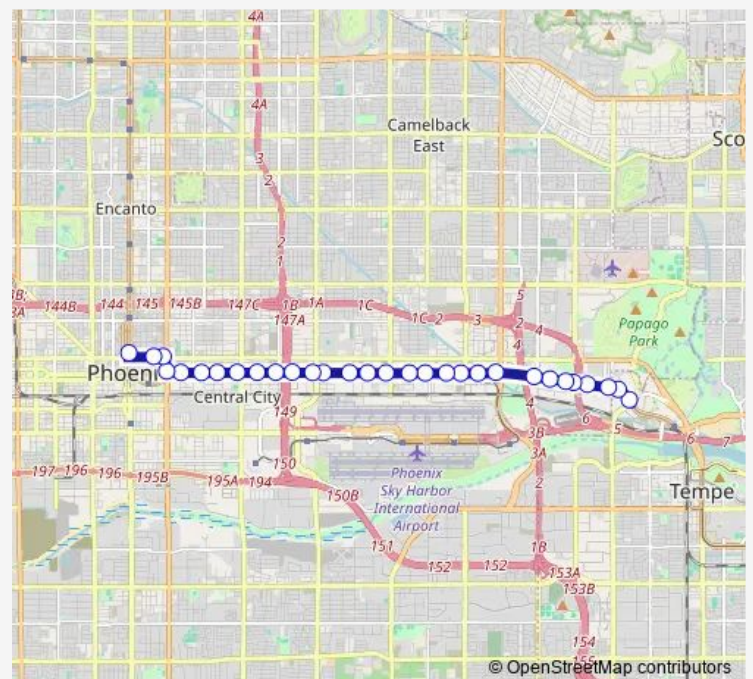 4A
4A
Camelback
East
Sco
3
2
Encanto
2
1
5
144B
144
145
145B
147C
1B
1A
1C
1C
2
3
2
4
3A
147A
4
Papago
Park
Phoeni
Central City
149
4
6
5
6
7
3B
3A
197
196
196
195B
195A
194
150
150B
2
Phoenix
Sky Harbor
International
Airport
Tempe
151
152
152
1B
153A
153B
154
© OpenStreetMap contributors